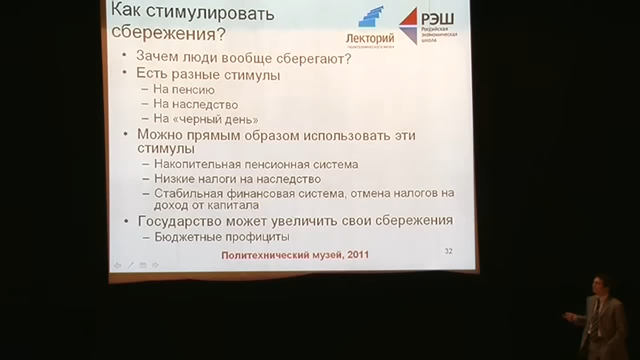 Как стимулировать
сбережения?
Лекторий
ПОЛИТЕХНИЧЕСКОГО МУЗЕЯ
РЭШ
Российская
экономическая
школа
• Зачем люди вообще сберегают?
• Есть разные стимулы
– На пенсию
– На наследство
– На «черный день»
• Можно прямым образом использовать эти
стимулы
– Накопительная пенсионная система
– Низкие налоги на наследство
– Стабильная финансовая система, отмена налогов на
доход от капитала
• Государство может увеличить свои сбережения
– Бюджетные профициты
Политехнический музей, 2011
32